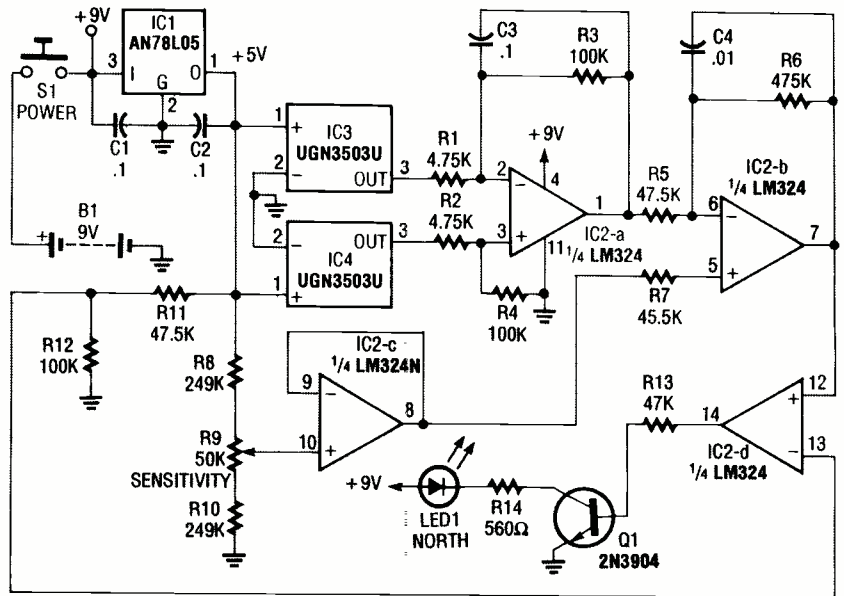 +9V
IC1
AN78L05
3
I
O
1
+5V
G
2
S1
POWER
C1
.1
C2
.1
B1
9V
+
1
+
IC3
UGN3503U
2
-
OUT
3
2
-
OUT
3
IC4
UGN3503U
1
+
R1
4.75K
R2
4.75K
C3
.1
R3
100K
+9V
4
2
-
3
+
1
11
IC2-a
1/4 LM324
R4
100K
C4
.01
R6
475K
R5
47.5K
IC2-b
1/4 LM324
6
-
7
5
+
R7
45.5K
R11
47.5K
R12
100K
R8
249K
R9
50K
SENSITIVITY
R10
249K
IC2-c
1/4 LM324N
9
-
8
10
+
R13
47K
14
12
+
13
-
IC2-d
1/4 LM324
+9V
LED1
NORTH
R14
560Ω
Q1
2N3904